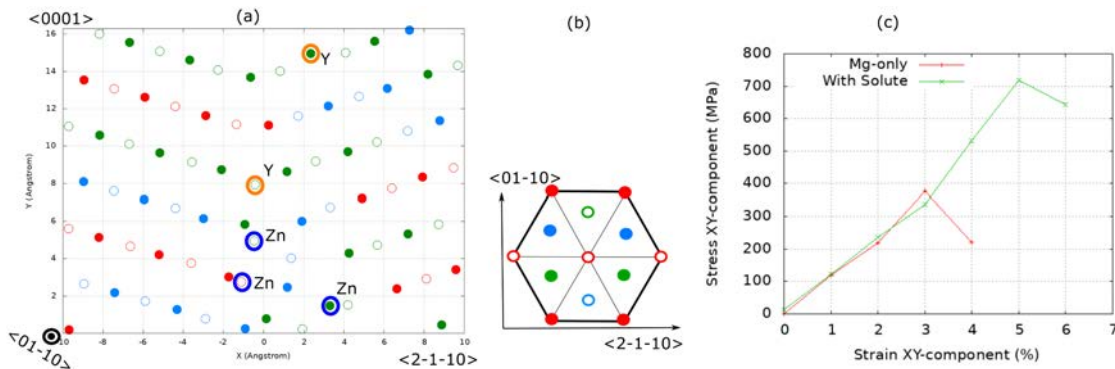 <0001>
(a)
16
14
12
10
8
6
4
2
-10
-8
-6
-4
-2
0
2
4
6
8
10
Y (Angstrom)
X (Angstrom)
Y
Y
Zn
Zn
Zn
<01-10>
<2-1-10>
(b)
<01-10>
<2-1-10>
(c)
800
700
600
500
400
300
200
100
0
Stress XY-component (MPa)
Mg-only
With Solute
0
1
2
3
4
5
6
7
Strain XY-component (%)